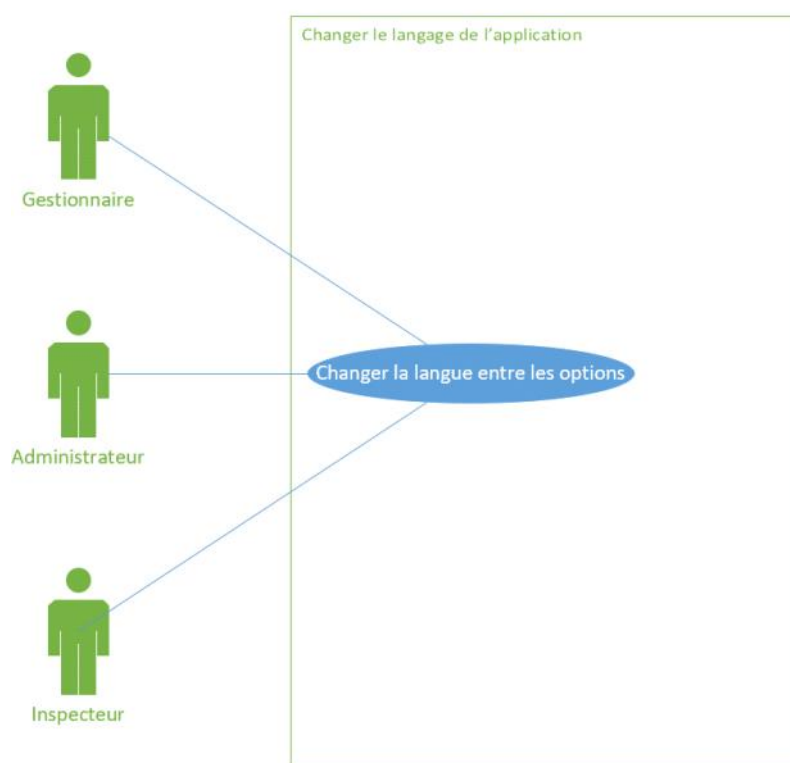 Changer le langage de l'application
Gestionnaire
Changer la langue entre les options
Administrateur
Inspecteur